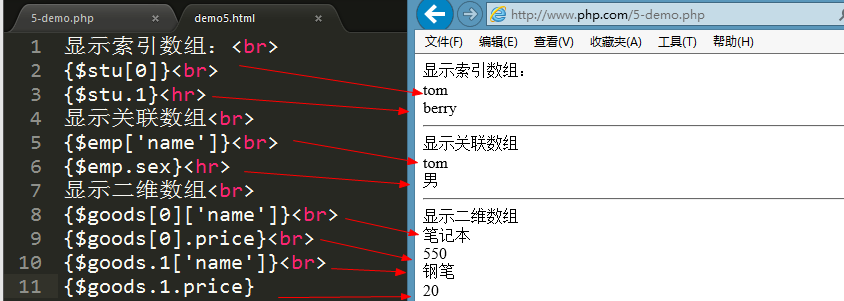 5-demo.php × demo5.html ×
1 显示索引数组：<br>
2 {$stu[0]}<br>
3 {$stu.1}<hr>
4 显示关联数组<br>
5 {$emp['name']}<br>
6 {$emp.sex}<hr>
7 显示二维数组<br>
8 {$goods[0]['name']}<br>
9 {$goods[0].price}<br>
10 {$goods.1['name']}<br>
11 {$goods.1.price}
http://www.php.com/5-demo.php
文件(F) 编辑(E) 查看(V) 收藏夹(A) 工具(T) 帮助(H)
显示索引数组：
tom
berry
显示关联数组
tom
男
显示二维数组
笔记本
550
钢笔
20